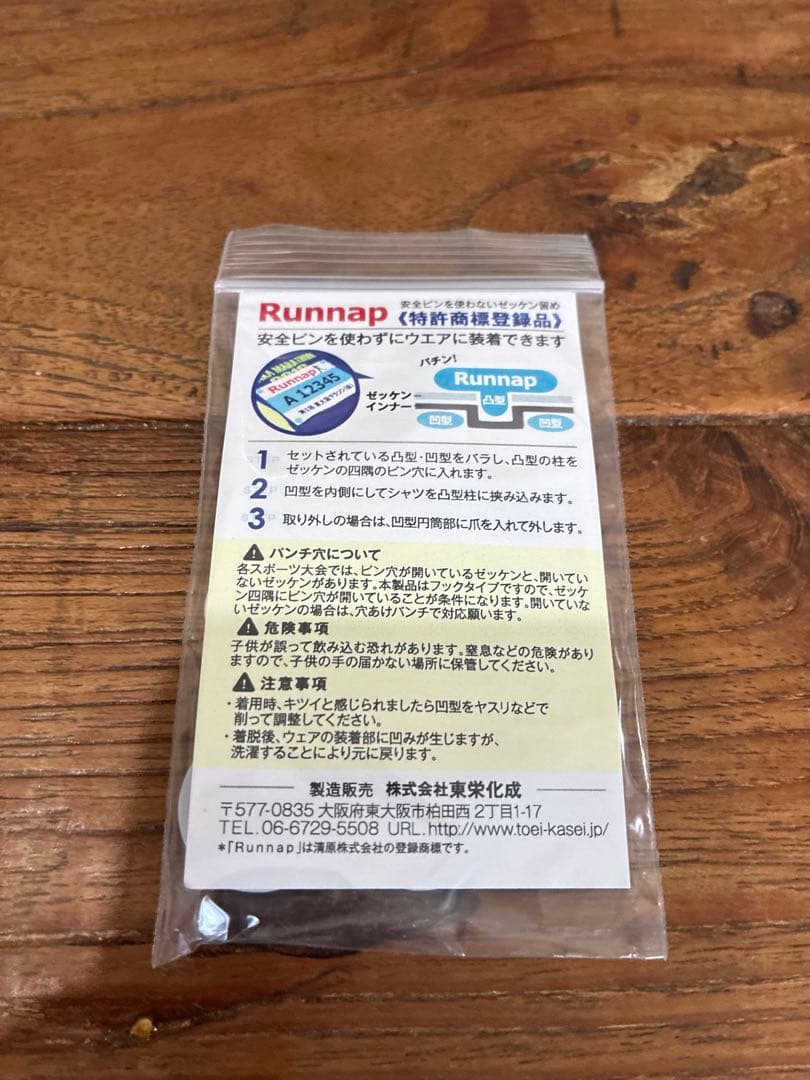 Runnap 安全ピンを使わないゼッケン留め
《特許商標登録品》
安全ピンを使わずにウエアに装着できます
Runnap
A 12345
パチン!
Runnap
ゼッケン
インナー
凸型
凹型
凹型
1 セットされている凸型・凹型をバラし、凸型の柱を
ゼッケンの四隅のピン穴に入れます。
2 凹型を内側にしてシャツを凸型柱に挟み込みます。
3 取り外しの場合は、凹型円筒部に爪を入れて外します。
パンチ穴について
各スポーツ大会では、ピン穴が開いているゼッケンと、開いてい
ないゼッケンがあります。本製品はフックタイプですので、ゼッケ
ン四隅にピン穴が開いていることが条件になります。開いていな
いゼッケンの場合は、穴あけパンチで対応願います。
危険事項
子供が誤って飲み込む恐れがあります。窒息などの危険があり
ますので、子供の手の届かない場所に保管してください。
注意事項
・着用時、キツイと感じられましたら凹型をヤスリなどで
削って調整してください。
・着脱後、ウェアの装着部に凹みが生じますが、
洗濯することにより元に戻ります。
製造販売 株式会社東栄化成
〒577-0835 大阪府東大阪市柏田西2丁目1-17
TEL. 06-6729-5508 URL. http://www.toei-kasei.jp/
*「Runnap」は清原株式会社の登録商標です。